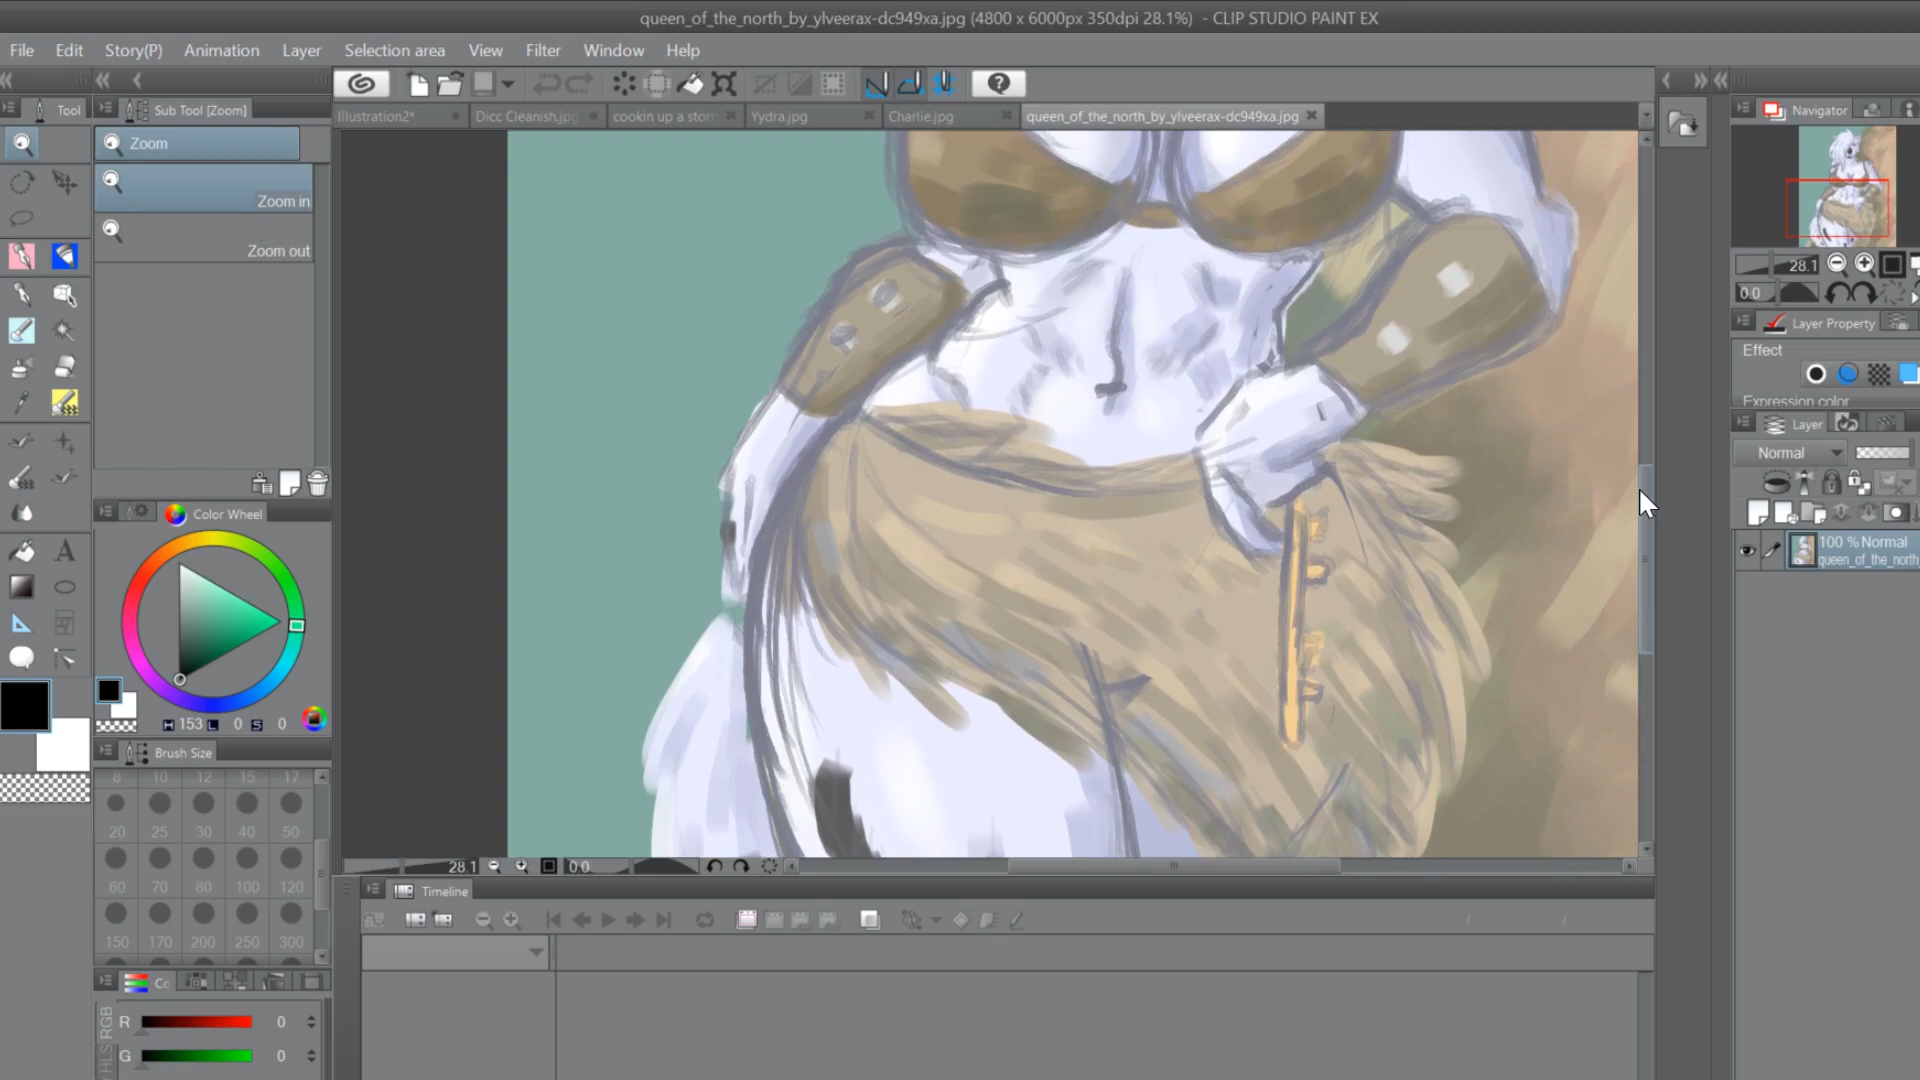 queen_of_the_north_by_ylveerax-dc949xa.jpg (4800 x 6000px 350dpi 28.1%) - CLIP STUDIO PAINT EX
File Edit Story(P) Animation Layer Selection area View Filter Window Help
Tool
Sub Tool [Zoom]
Illustration2*
Dicc Cleanish.jpg
cookin up a storm
Yydra.jpg
Charlie.jpg
queen_of_the_north_by_ylveerax-dc949xa.jpg
Navigator
Zoom
Zoom in
Zoom out
28.1
0.0
Layer Property
Effect
Expression color
Layer
Normal
100 % Normal
queen_of_the_north
Color Wheel
H 153 L 0 S 0
Brush Size
8 10 12 15 17
20 25 30 40 50
60 70 80 100 120
150 170 200 250 300
28.1
0.0
Timeline
Co
RGB
HLS
R 0
G 0